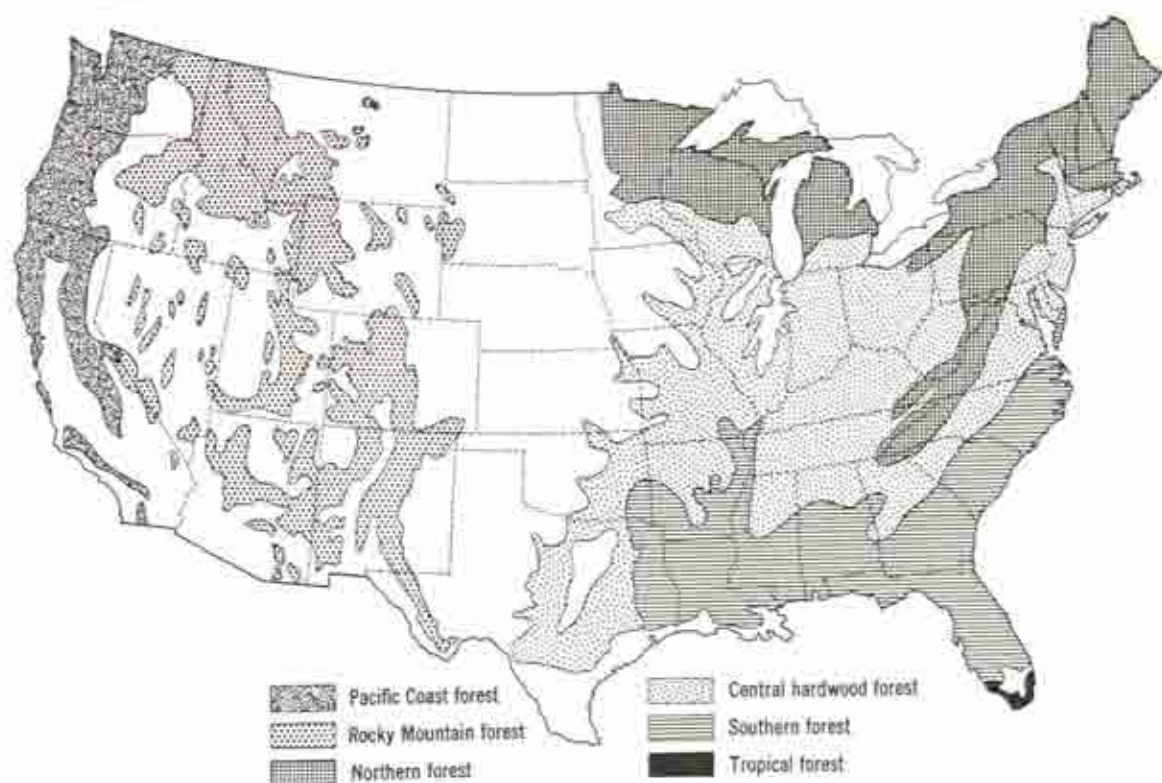 Pacific Coast forest
Rocky Mountain forest
Northern forest
Central hardwood forest
Southern forest
Tropical forest